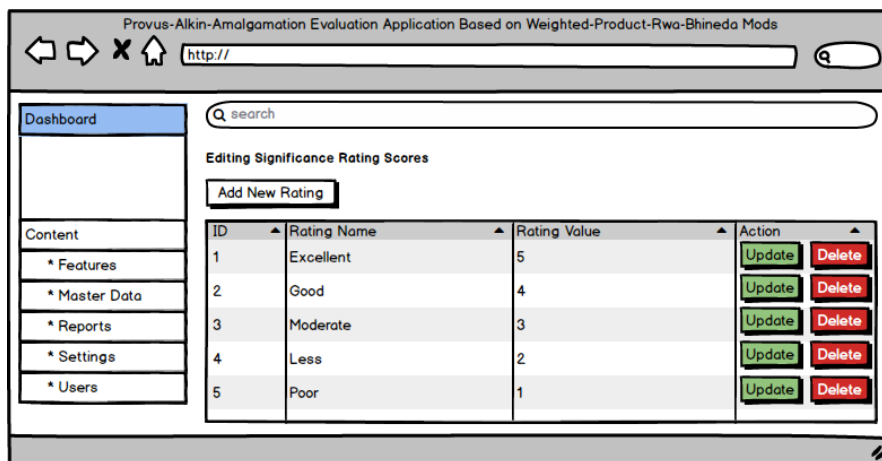 Provus-Alkin-Amalgamation Evaluation Application Based on Weighted-Product-Rwa-Bhineda Mods
http://
Dashboard
search
Editing Significance Rating Scores
Add New Rating
Content
* Features
* Master Data
* Reports
* Settings
* Users
ID Rating Name Rating Value Action
1 Excellent 5 Update Delete
2 Good 4 Update Delete
3 Moderate 3 Update Delete
4 Less 2 Update Delete
5 Poor 1 Update Delete